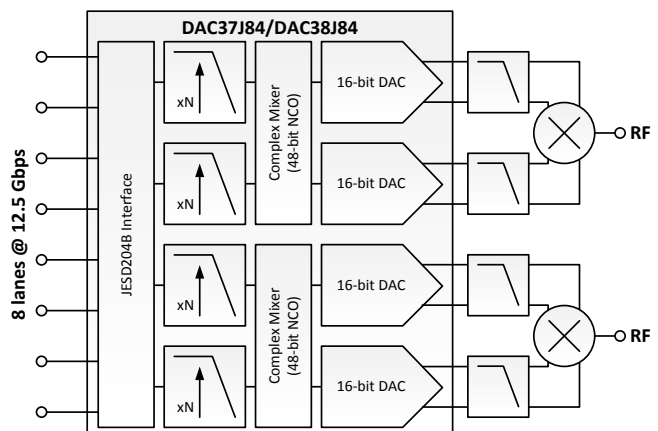 DAC37J84/DAC38J84
8 lanes @ 12.5 Gbps
JESD204B Interface
xN
Complex Mixer
(48-bit NCO)
16-bit DAC
RF
xN
16-bit DAC
xN
Complex Mixer
(48-bit NCO)
16-bit DAC
RF
xN
16-bit DAC